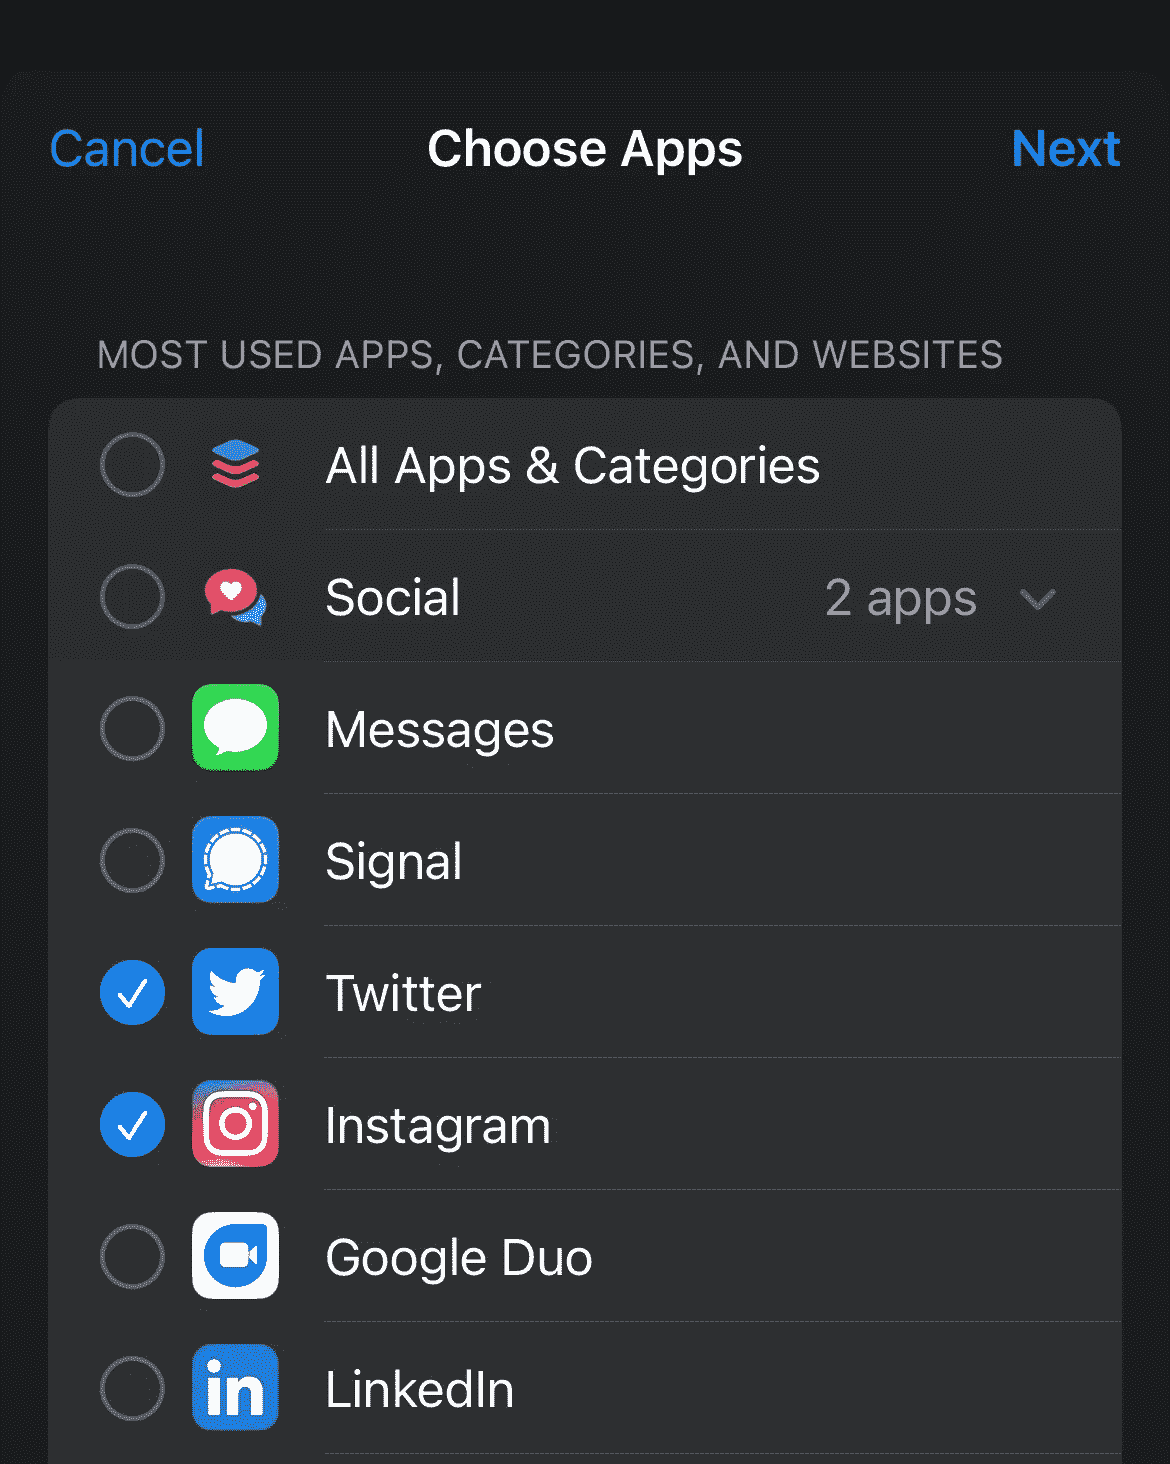 Cancel Choose Apps Next
MOST USED APPS, CATEGORIES, AND WEBSITES
All Apps & Categories
Social 2 apps
Messages
Signal
Twitter
Instagram
Google Duo
in LinkedIn